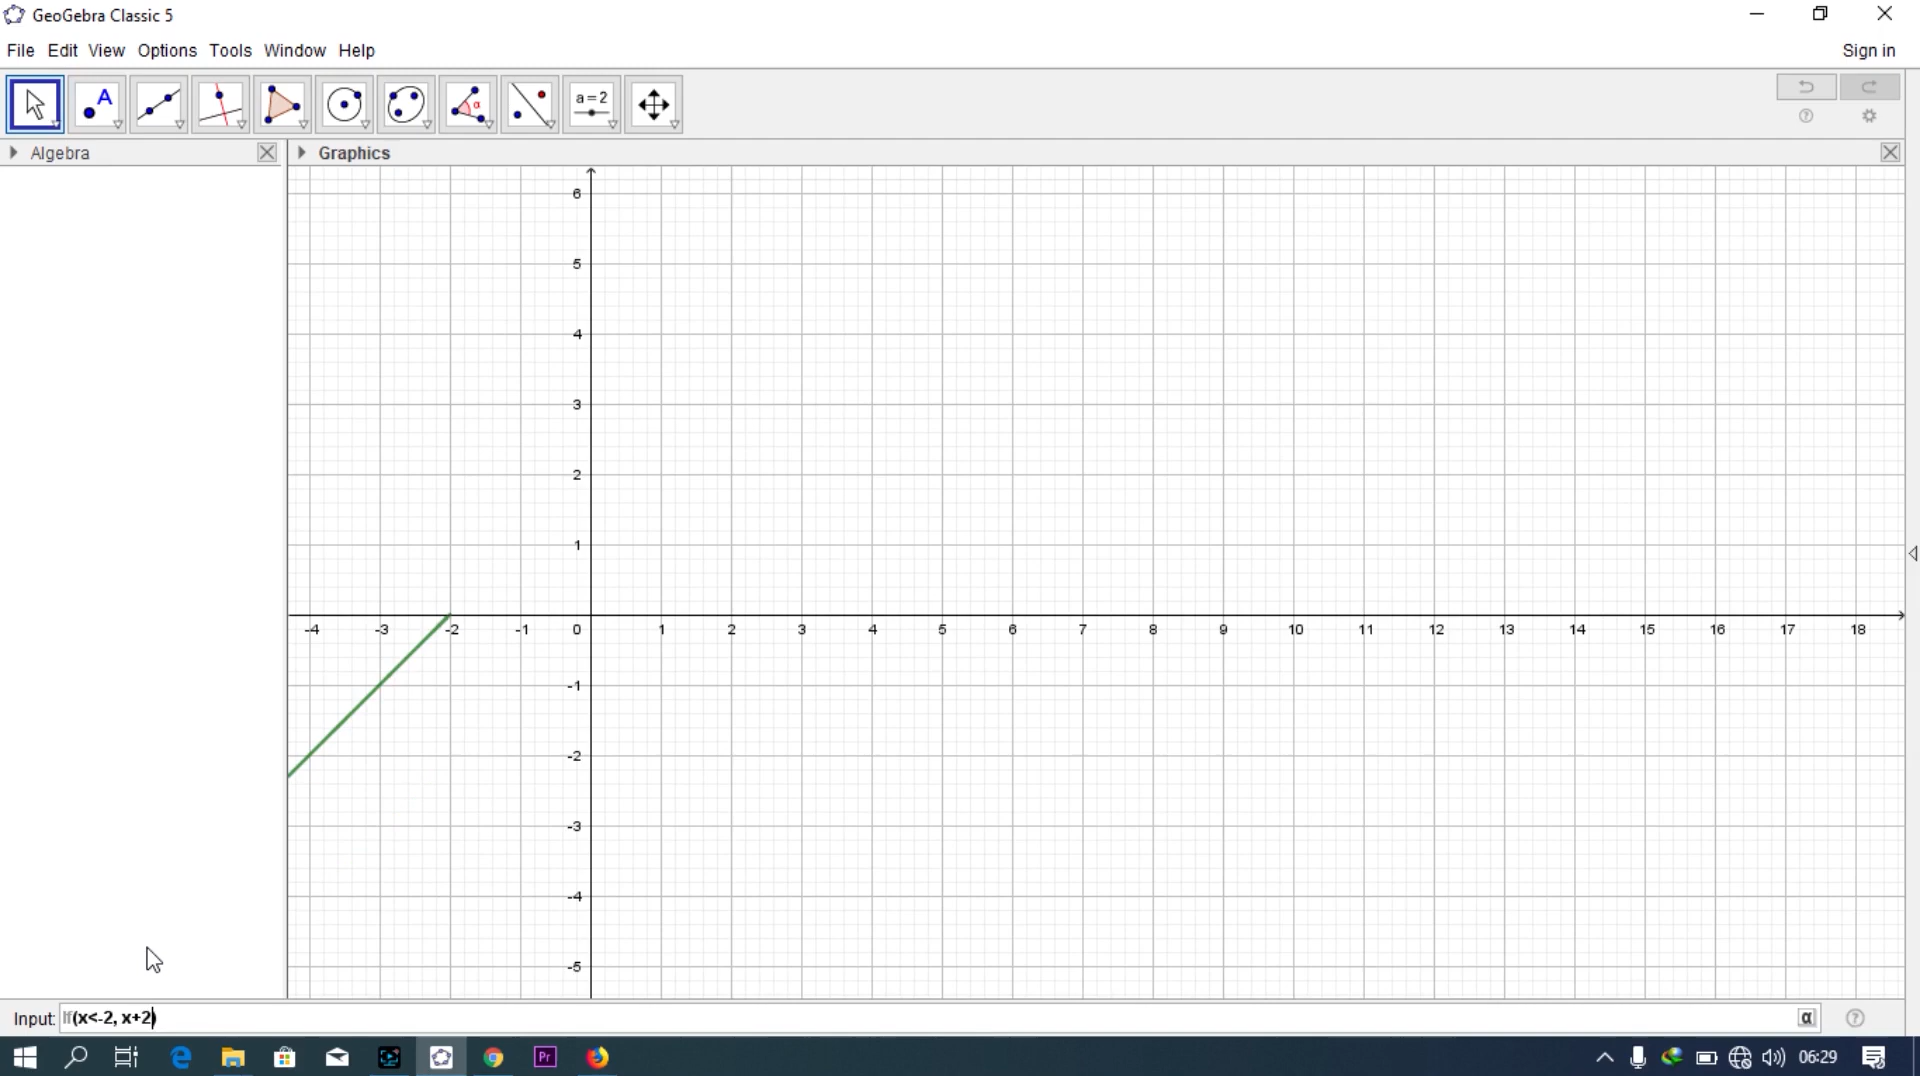 GeoGebra Classic 5
File Edit View Options Tools Window Help
Sign in
A
α
a = 2
Algebra
Graphics
6
5
4
3
2
1
-4 -3 -2 -1 0 1 2 3 4 5 6 7 8 9 10 11 12 13 14 15 16 17 18
-1
-2
-3
-4
-5
Input: If(x<-2, x+2)
α
Pr
06:29